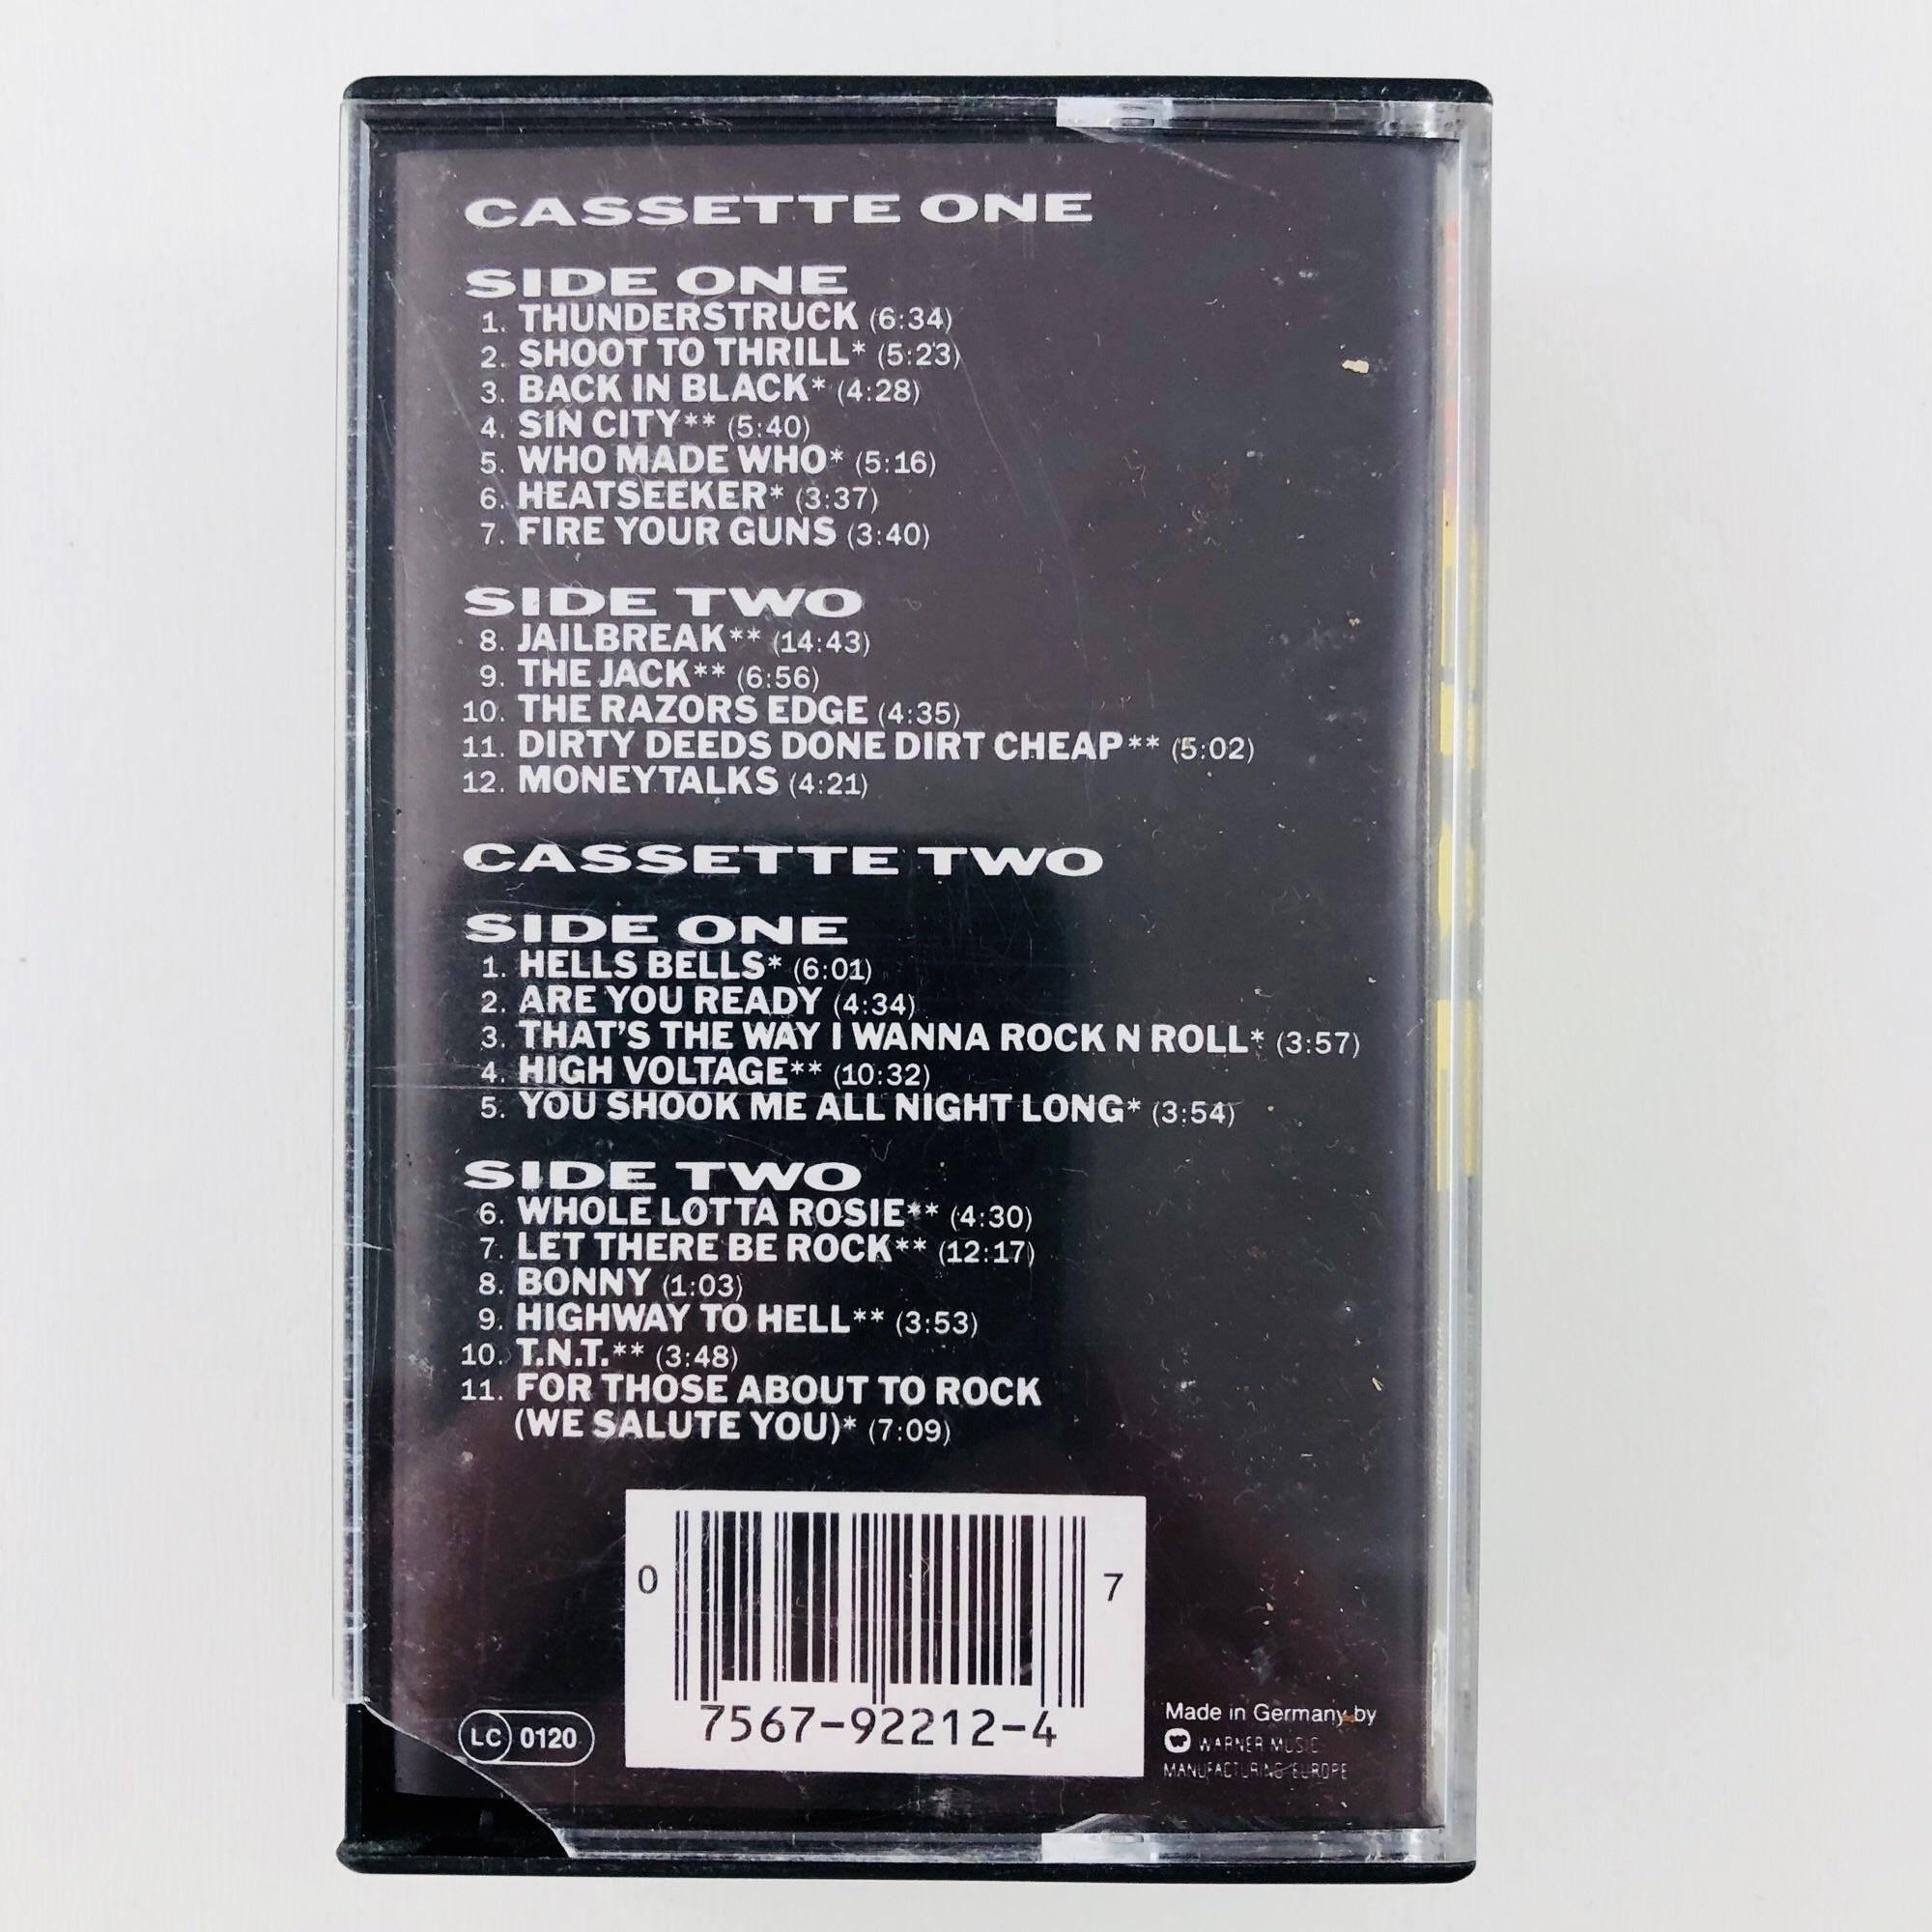 CASSETTE ONE
SIDE ONE
1. THUNDERSTRUCK (6:34)
2. SHOOT TO THRILL* (5:23)
3. BACK IN BLACK* (4:28)
4. SIN CITY** (5:40)
5. WHO MADE WHO* (5:16)
6. HEATSEEKER* (3:37)
7. FIRE YOUR GUNS (3:40)
SIDE TWO
8. JAILBREAK** (14:43)
9. THE JACK** (6:56)
10. THE RAZORS EDGE (4:35)
11. DIRTY DEEDS DONE DIRT CHEAP** (5:02)
12. MONEYTALKS (4:21)
CASSETTE TWO
SIDE ONE
1. HELLS BELLS* (6:01)
2. ARE YOU READY (4:34)
3. THAT'S THE WAY I WANNA ROCK N ROLL* (3:57)
4. HIGH VOLTAGE** (10:32)
5. YOU SHOOK ME ALL NIGHT LONG* (3:54)
SIDE TWO
6. WHOLE LOTTA ROSIE** (4:30)
7. LET THERE BE ROCK** (12:17)
8. BONNY (1:03)
9. HIGHWAY TO HELL** (3:53)
10. T.N.T.** (3:48)
11. FOR THOSE ABOUT TO ROCK
(WE SALUTE YOU)* (7:09)
0 7
7567-92212-4
LC 0120
Made in Germany by
WARNER MUSIC
MANUFACTURING EUROPE